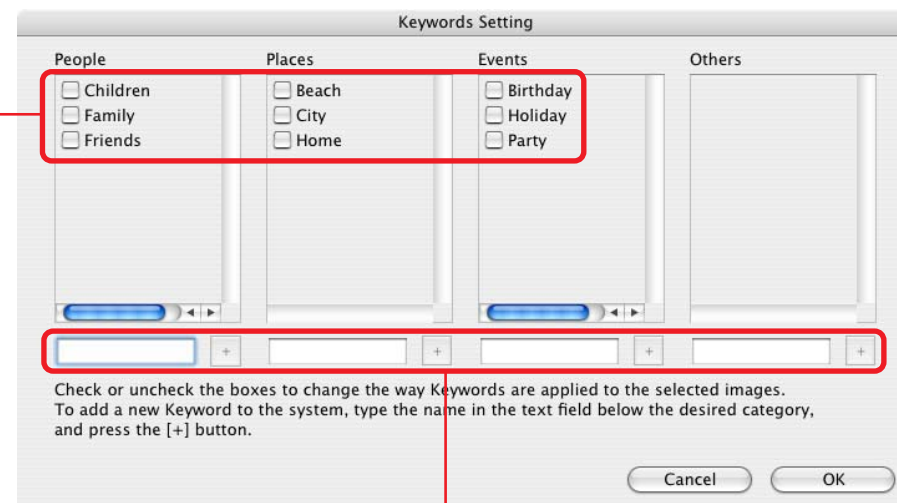 Keywords Setting
People Places Events Others
Children Beach Birthday
Family City Holiday
Friends Home Party
+ + + +
Check or uncheck the boxes to change the way Keywords are applied to the selected images.
To add a new Keyword to the system, type the name in the text field below the desired category,
and press the [+] button.
Cancel OK